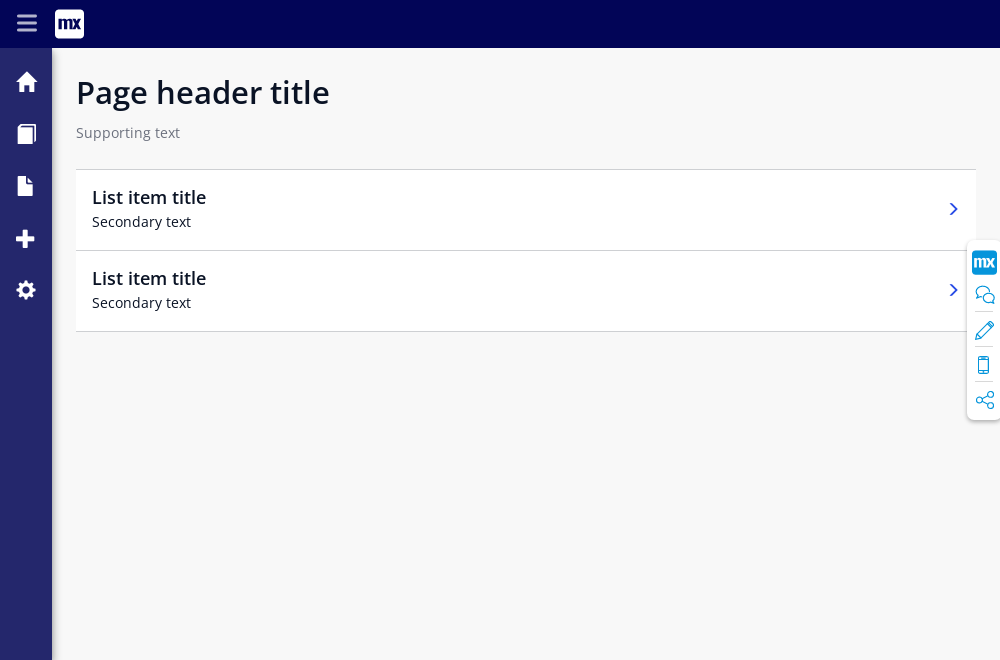 mx
Page header title
Supporting text
List item title
Secondary text
List item title
Secondary text
mx